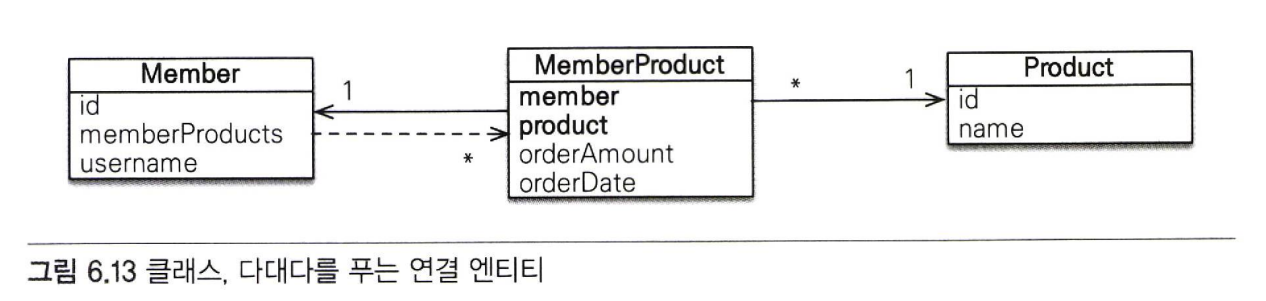 Member
id
memberProducts
username
1
*
MemberProduct
member
product
orderAmount
orderDate
*
1
Product
id
name
그림 6.13 클래스, 다대다를 푸는 연결 엔티티